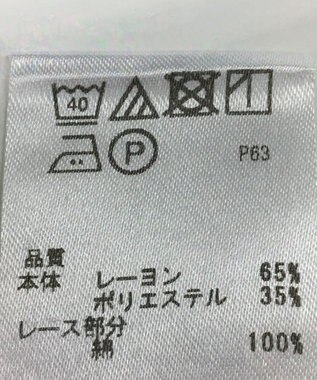 40
P P63
品質
本体 レーヨン 65%
ポリエステル 35%
レース部分
綿 100%